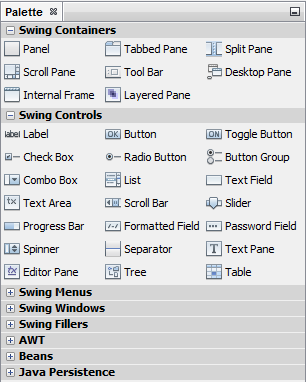 Palette
Swing Containers
Panel Tabbed Pane Split Pane
Scroll Pane Tool Bar Desktop Pane
Internal Frame Layered Pane
Swing Controls
label Label OK Button ON Toggle Button
Check Box Radio Button Button Group
Combo Box List Text Field
tx Text Area Scroll Bar Slider
Progress Bar Formatted Field Password Field
Spinner Separator T Text Pane
Editor Pane Tree Table
Swing Menus
Swing Windows
Swing Fillers
AWT
Beans
Java Persistence